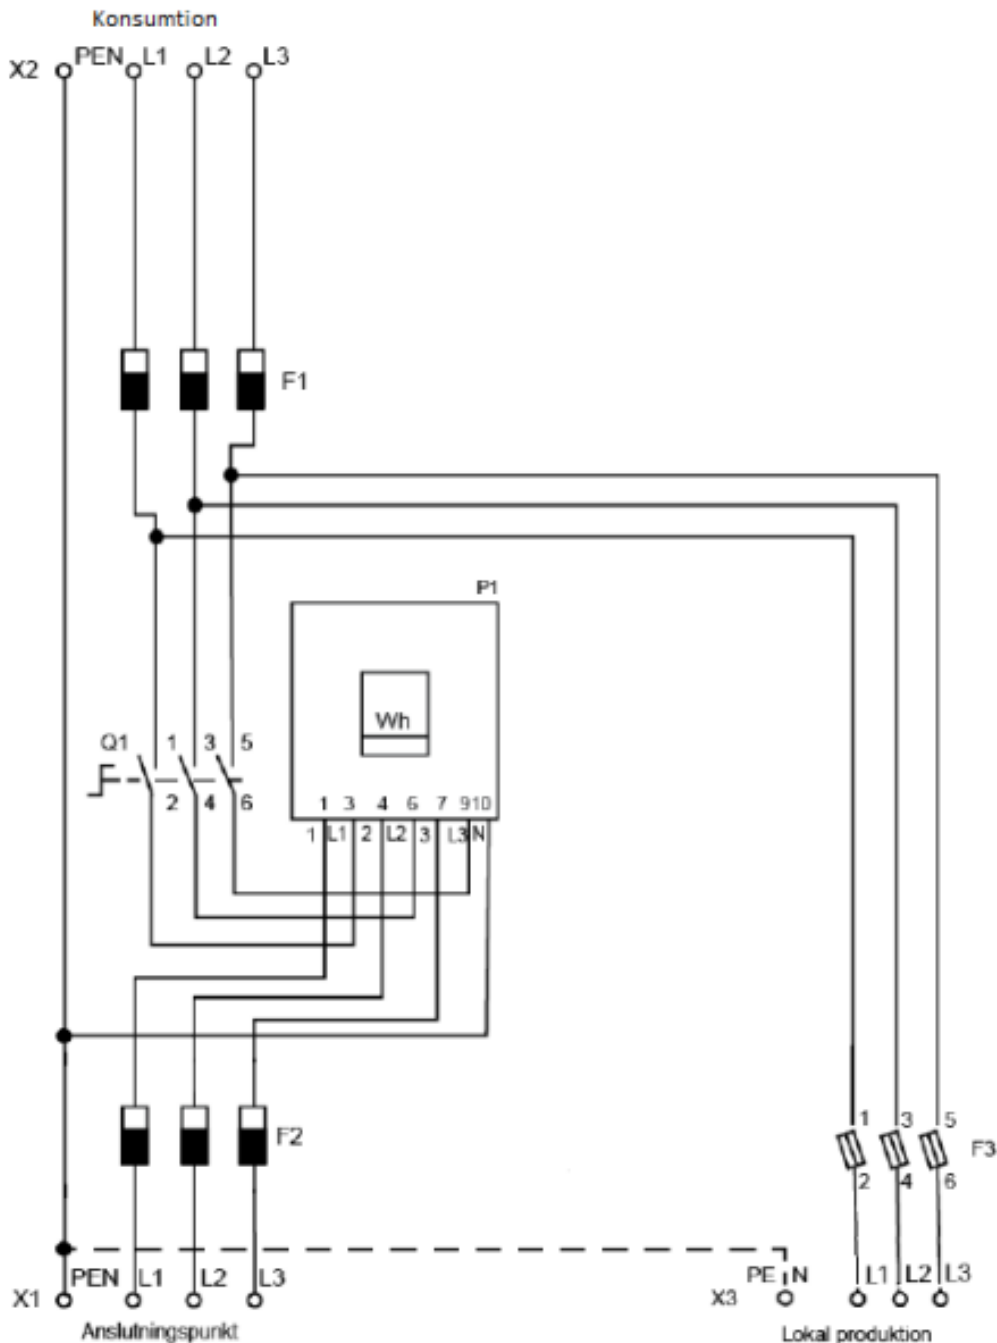 Konsumtion
X2 PEN L1 L2 L3
F1
P1
Wh
Q1 1 3 5
2 4 6
1 3 4 6 7 9 10
1 L1 2 L2 3 L3 N
F2
1 3 5
F3
2 4 6
X1 PEN L1 L2 L3
X3 PE N L1 L2 L3
Anslutningspunkt
Lokal produktion